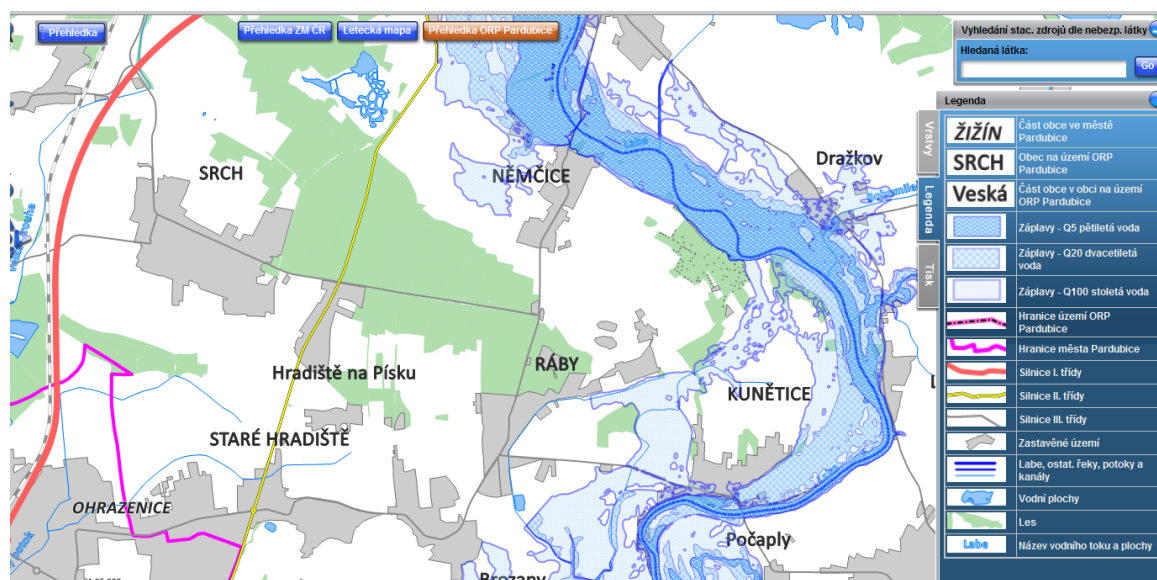 Přehledka
Přehledka ZM ČR
Letecká mapa
Přehledka ORP Pardubice
Vyhledání stac. zdrojů dle nebezp. látky
Hledaná látka:
Go
Legenda
Vrstvy
Legenda
Tisk
ŽIŽÍN
Část obce ve městě
Pardubice
SRCH
Obec na území ORP
Pardubice
Veská
Část obce v obci na území
ORP Pardubice
Záplavy - Q5 pětiletá voda
Záplavy - Q20 dvacetiletá
voda
Záplavy - Q100 stoletá voda
Hranice území ORP
Pardubice
Hranice města Pardubice
Silnice I. třídy
Silnice II. třídy
Silnice III. třídy
Zastavěné území
Labe, ostat. řeky, potoky a
kanály
Vodní plochy
Les
Labe
Název vodního toku a plochy
Dražkov
SRCH
NĚMČICE
RÁBY
Hradiště na Písku
KUNĚTICE
STARÉ HRADIŠTĚ
OHRAZENICE
Počaply
Brozany
potok